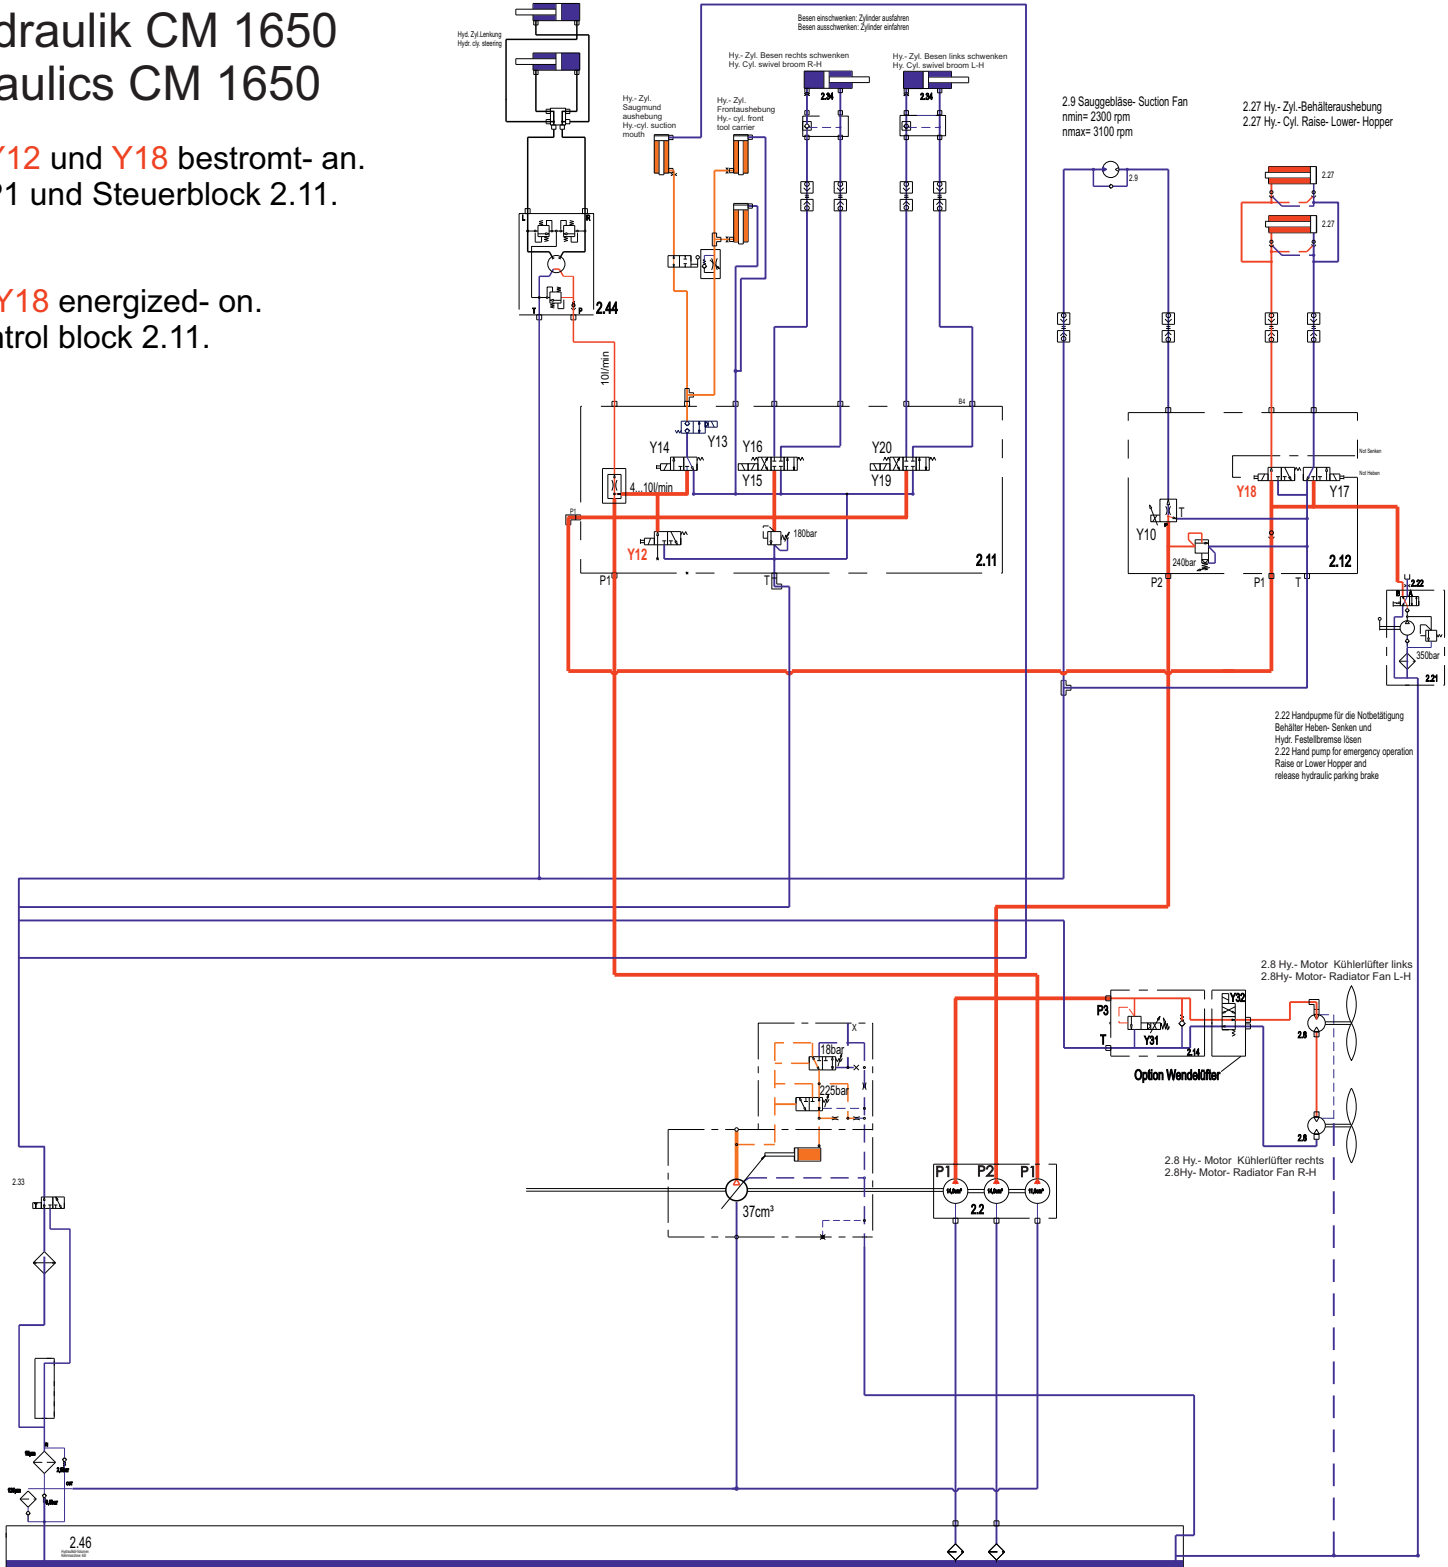 draulik CM 1650
aulics CM 1650
Y12 und Y18 bestromt- an.
P1 und Steuerblock 2.11.
Y18 energized- on.
ntrol block 2.11.
Hyd. Zyl.Lenkung
Hydr. cly. steering
Besen einschwenken: Zylinder ausfahren
Besen ausschwenken: Zylinder einfahren
Hy.- Zyl. Besen rechts schwenken
Hy. Cyl. swivel broom R-H
Hy.- Zyl. Besen links schwenken
Hy. Cyl. swivel broom L-H
2.34
2.34
Hy.- Zyl.
Saugmund
aushebung
Hy.-cyl. suction
mouth
Hy.- Zyl.
Frontaushebung
Hy.- cyl. front
tool carrier
2.9 Sauggebläse- Suction Fan
nmin= 2300 rpm
nmax= 3100 rpm
2.27 Hy.- Zyl.-Behälteraushebung
2.27 Hy.- Cyl. Raise- Lower- Hopper
2.9
2.27
2.27
L
R
T
P
2.44
10l/min
B4
Y14
Y13
Y16
Y15
Y20
Y19
4...10l/min
P1
Y12
180bar
2.11
P1
T
Not Senken
Not Heben
Y18
Y17
Y10
T
240bar
2.12
P2
P1
T
2.22
350bar
2.21
2.22 Handpupme für die Notbetätigung
Behälter Heben- Senken und
Hydr. Festellbremse lösen
2.22 Hand pump for emergency operation
Raise or Lower Hopper and
release hydraulic parking brake
2.8 Hy.- Motor Kühlerlüfter links
2.8Hy- Motor- Radiator Fan L-H
P3
T
Y31
2.14
Y32
2.8
Option Wendelüfter
2.8
2.8 Hy.- Motor Kühlerlüfter rechts
2.8Hy- Motor- Radiator Fan R-H
X
18bar
225bar
37cm³
P1
P2
P1
2.2
2.33
2.46